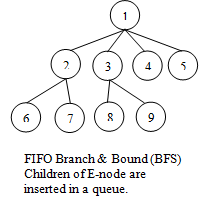 1
2 3 4 5
6 7 8 9
FIFO Branch & Bound (BFS)
Children of E-node are
inserted in a queue.